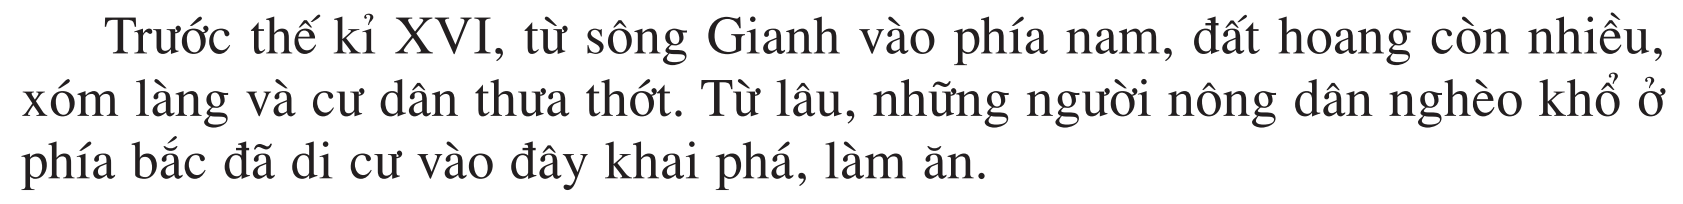 Trước thế kỉ XVI, từ sông Gianh vào phía nam, đất hoang còn nhiều,
xóm làng và cư dân thưa thớt. Từ lâu, những người nông dân nghèo khổ ở
phía bắc đã di cư vào đây khai phá, làm ăn.